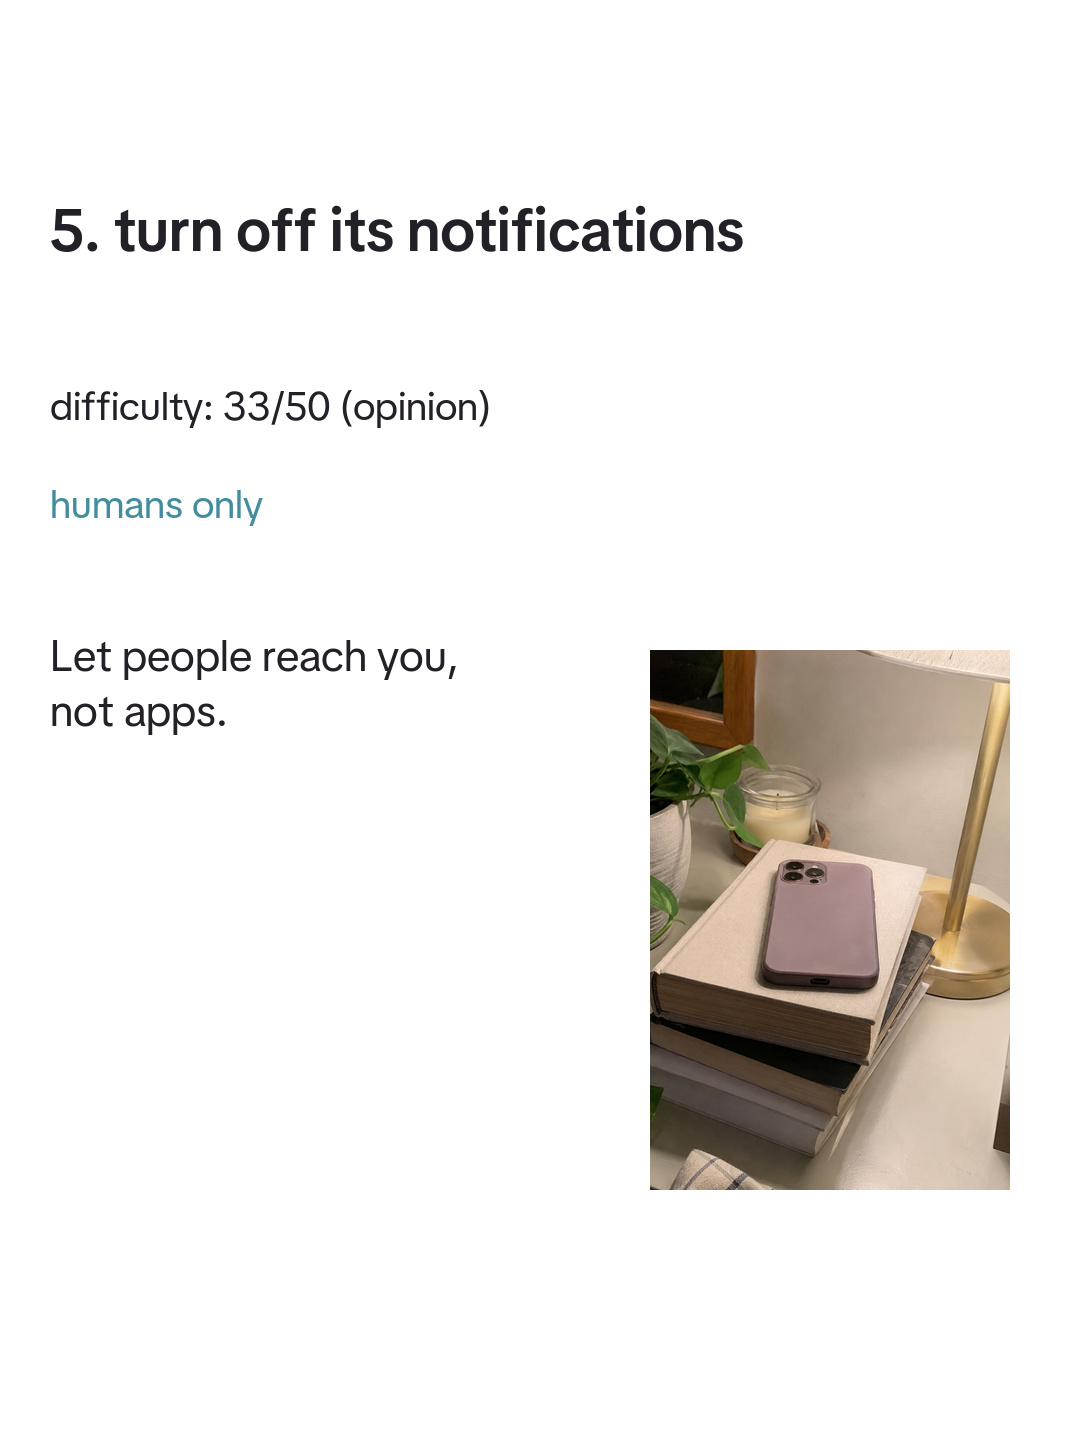 5. turn off its notifications
difficulty: 33/50 (opinion)
humans only
Let people reach you,
not apps.